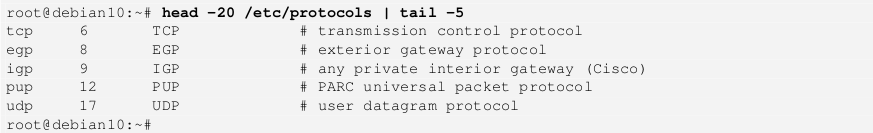 root@debian10:~# head -20 /etc/protocols | tail -5
tcp 6 TCP # transmission control protocol
egp 8 EGP # exterior gateway protocol
igp 9 IGP # any private interior gateway (Cisco)
pup 12 PUP # PARC universal packet protocol
udp 17 UDP # user datagram protocol
root@debian10:~#